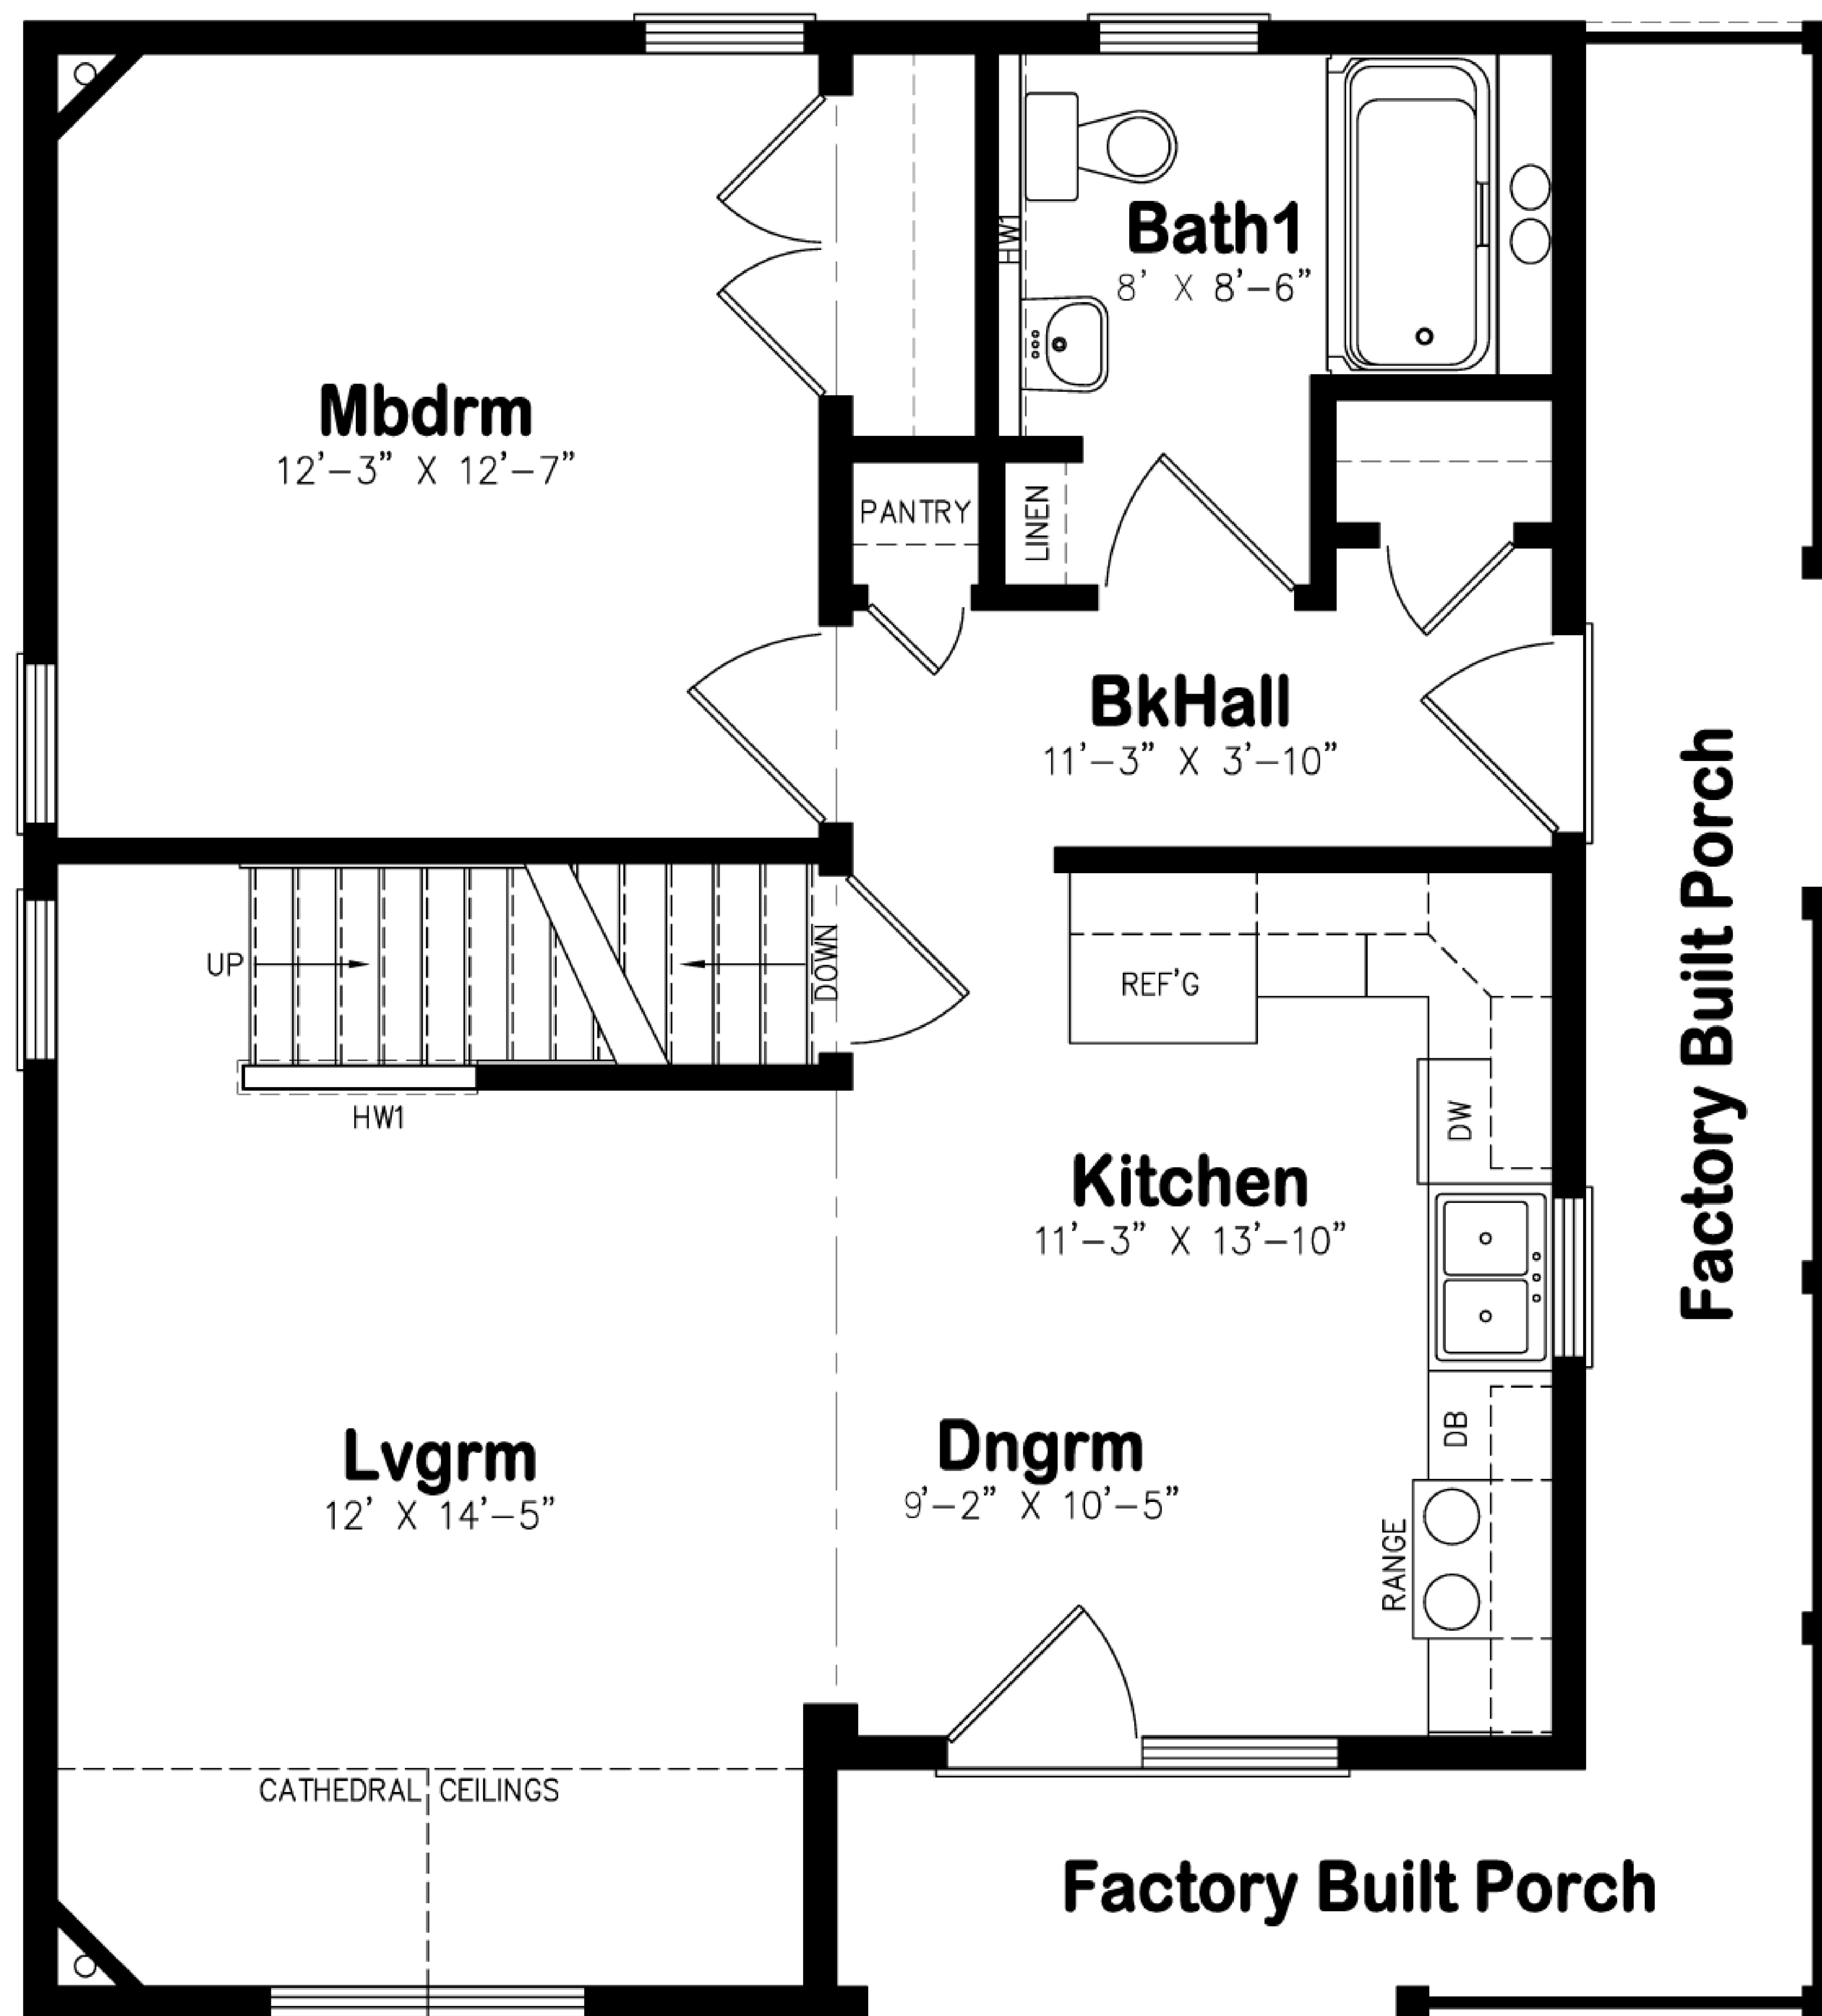 Bath1
8' X 8'-6"
HW
Mbdrm
12'-3" X 12'-7"
PANTRY
LINEN
BkHall
11'-3" X 3'-10"
Factory Built Porch
UP
DOWN
REF'G
HW1
DW
Kitchen
11'-3" X 13'-10"
Lvgrm
12' X 14'-5"
Dngrm
9'-2" X 10'-5"
DB
RANGE
CATHEDRAL CEILINGS
Factory Built Porch